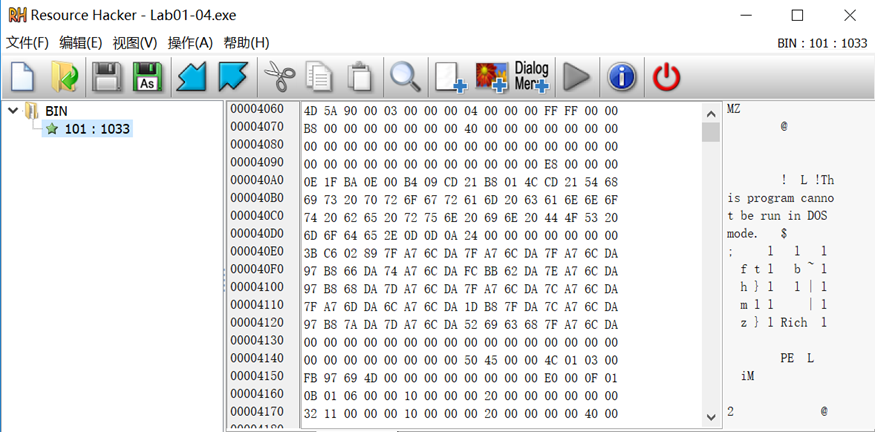 Resource Hacker - Lab01-04.exe
文件(F) 编辑(E) 视图(V) 操作(A) 帮助(H)
BIN : 101 : 1033
As
Dialog
Menu
BIN
101 : 1033
00004060 4D 5A 90 00 03 00 00 00 04 00 00 00 FF FF 00 00 MZ
00004070 B8 00 00 00 00 00 00 00 40 00 00 00 00 00 00 00 @
00004080 00 00 00 00 00 00 00 00 00 00 00 00 00 00 00 00
00004090 00 00 00 00 00 00 00 00 00 00 00 00 E8 00 00 00
000040A0 0E 1F BA 0E 00 B4 09 CD 21 B8 01 4C CD 21 54 68 ! L !Th
000040B0 69 73 20 70 72 6F 67 72 61 6D 20 63 61 6E 6E 6F is program canno
000040C0 74 20 62 65 20 72 75 6E 20 69 6E 20 44 4F 53 20 t be run in DOS
000040D0 6D 6F 64 65 2E 0D 0D 0A 24 00 00 00 00 00 00 00 mode. $
000040E0 3B C6 02 89 7F A7 6C DA 7F A7 6C DA 7F A7 6C DA ; l l l
000040F0 97 B8 66 DA 74 A7 6C DA FC BB 62 DA 7E A7 6C DA f t l b ~ l
00004100 97 B8 68 DA 7D A7 6C DA 7F A7 6C DA 7C A7 6C DA h } l l | l
00004110 7F A7 6D DA 6C A7 6C DA 1D B8 7F DA 7C A7 6C DA m l l | l
00004120 97 B8 7A DA 7D A7 6C DA 52 69 63 68 7F A7 6C DA z } l Rich l
00004130 00 00 00 00 00 00 00 00 00 00 00 00 00 00 00 00
00004140 00 00 00 00 00 00 00 00 50 45 00 00 4C 01 03 00 PE L
00004150 FB 97 69 4D 00 00 00 00 00 00 00 00 E0 00 0F 01 iM
00004160 0B 01 06 00 00 10 00 00 00 20 00 00 00 00 00 00
00004170 32 11 00 00 00 10 00 00 00 20 00 00 00 00 40 00 2 @
00004180